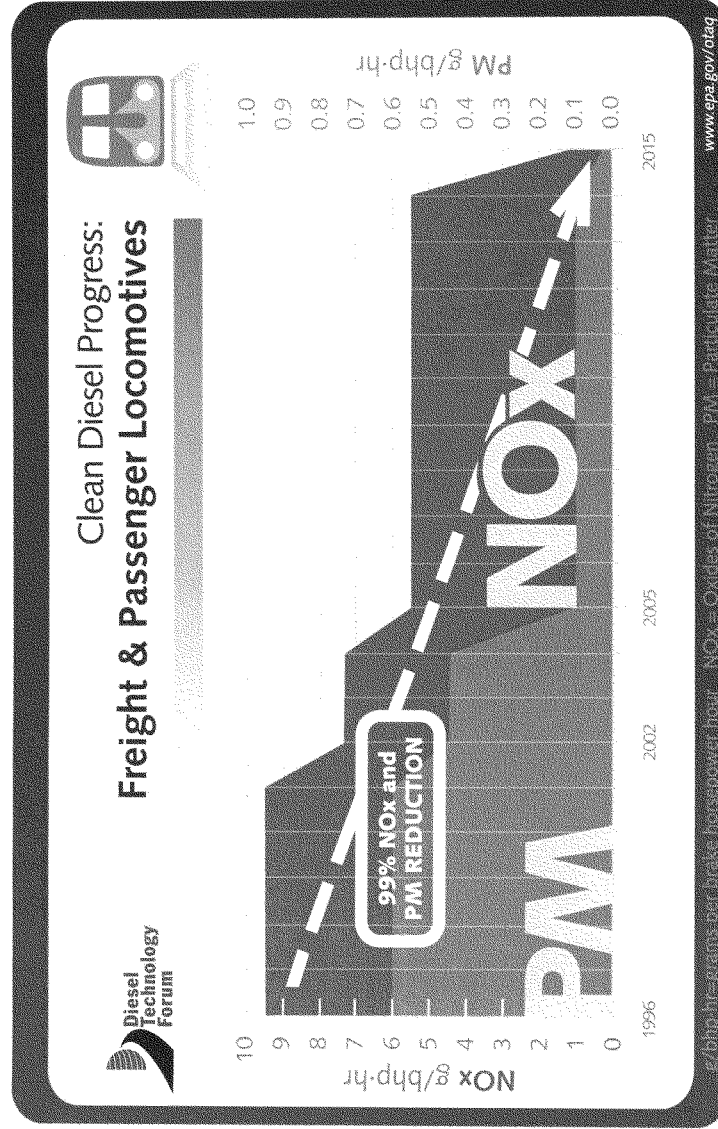 Diesel
Technology
Forum
Clean Diesel Progress:
Freight & Passenger Locomotives
NOx g/bhp·hr
10
9
8
7
6
5
4
3
2
1
0
99% NOx and
PM REDUCTION
PM
NOx
1996
2002
2005
2015
PM g/bhp·hr
1.0
0.9
0.8
0.7
0.6
0.5
0.4
0.3
0.2
0.1
0.0
g/bhp·hr=grams per brake horsepower hour NOx = Oxides of Nitrogen PM = Particulate Matter
www.epa.gov/otaq